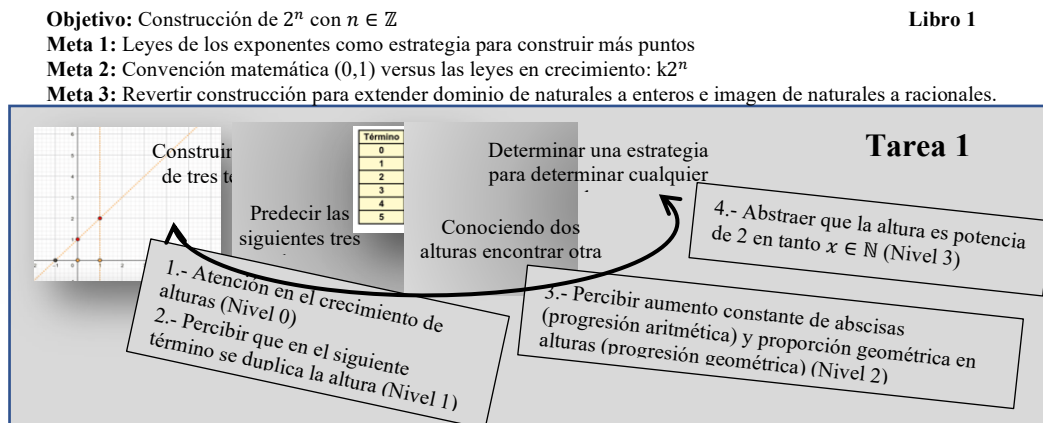 Objetivo: Construcción de 2ⁿ con n ∈ ℤ
Libro 1
Meta 1: Leyes de los exponentes como estrategia para construir más puntos
Meta 2: Convención matemática (0,1) versus las leyes en crecimiento: k2ⁿ
Meta 3: Revertir construcción para extender dominio de naturales a enteros e imagen de naturales a racionales.
Tarea 1
Construir
de tres
Predecir las
siguientes tres
Término
0
1
2
3
4
5
Determinar una estrategia
para determinar cualquier
Conociendo dos
alturas encontrar otra
1.- Atención en el crecimiento de
alturas (Nivel 0)
2.- Percibir que en el siguiente
término se duplica la altura (Nivel 1)
3.- Percibir aumento constante de abscisas
(progresión aritmética) y proporción geométrica en
alturas (progresión geométrica) (Nivel 2)
4.- Abstraer que la altura es potencia
de 2 en tanto x ∈ ℕ (Nivel 3)